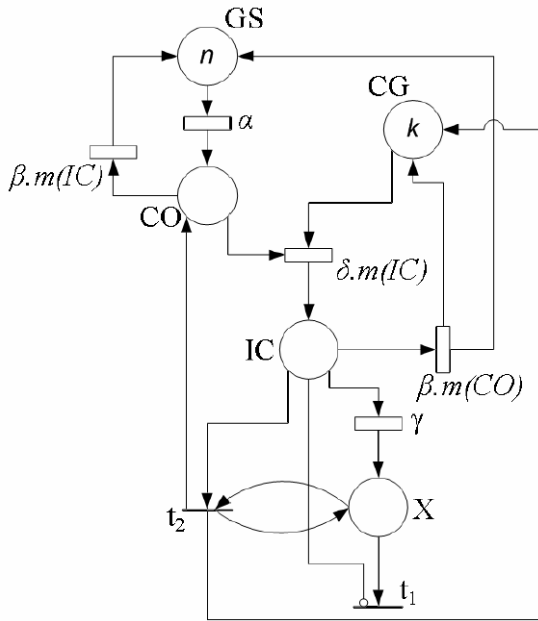 GS
n
CG
α
k
β.m(IC)
CO
δ.m(IC)
IC
β.m(CO)
γ
X
t₂
t₁